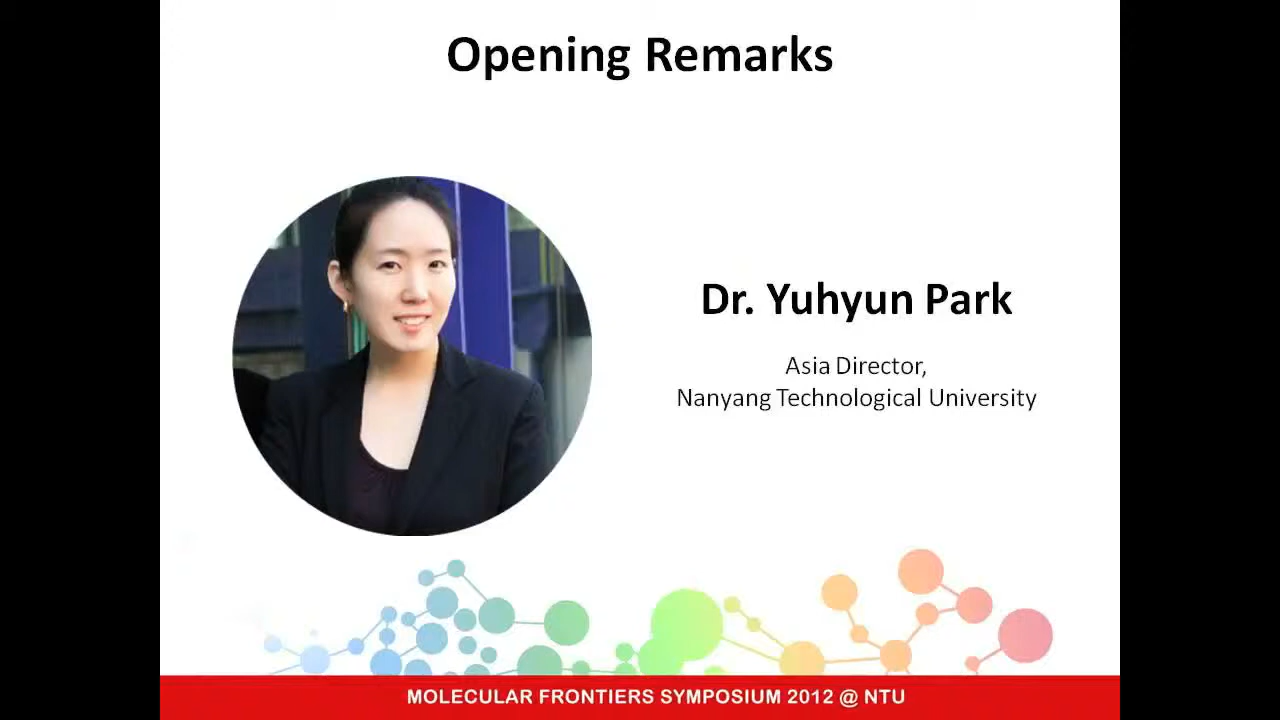 Opening Remarks
Dr. Yuhyun Park
Asia Director,
Nanyang Technological University
MOLECULAR FRONTIERS SYMPOSIUM 2012 @ NTU